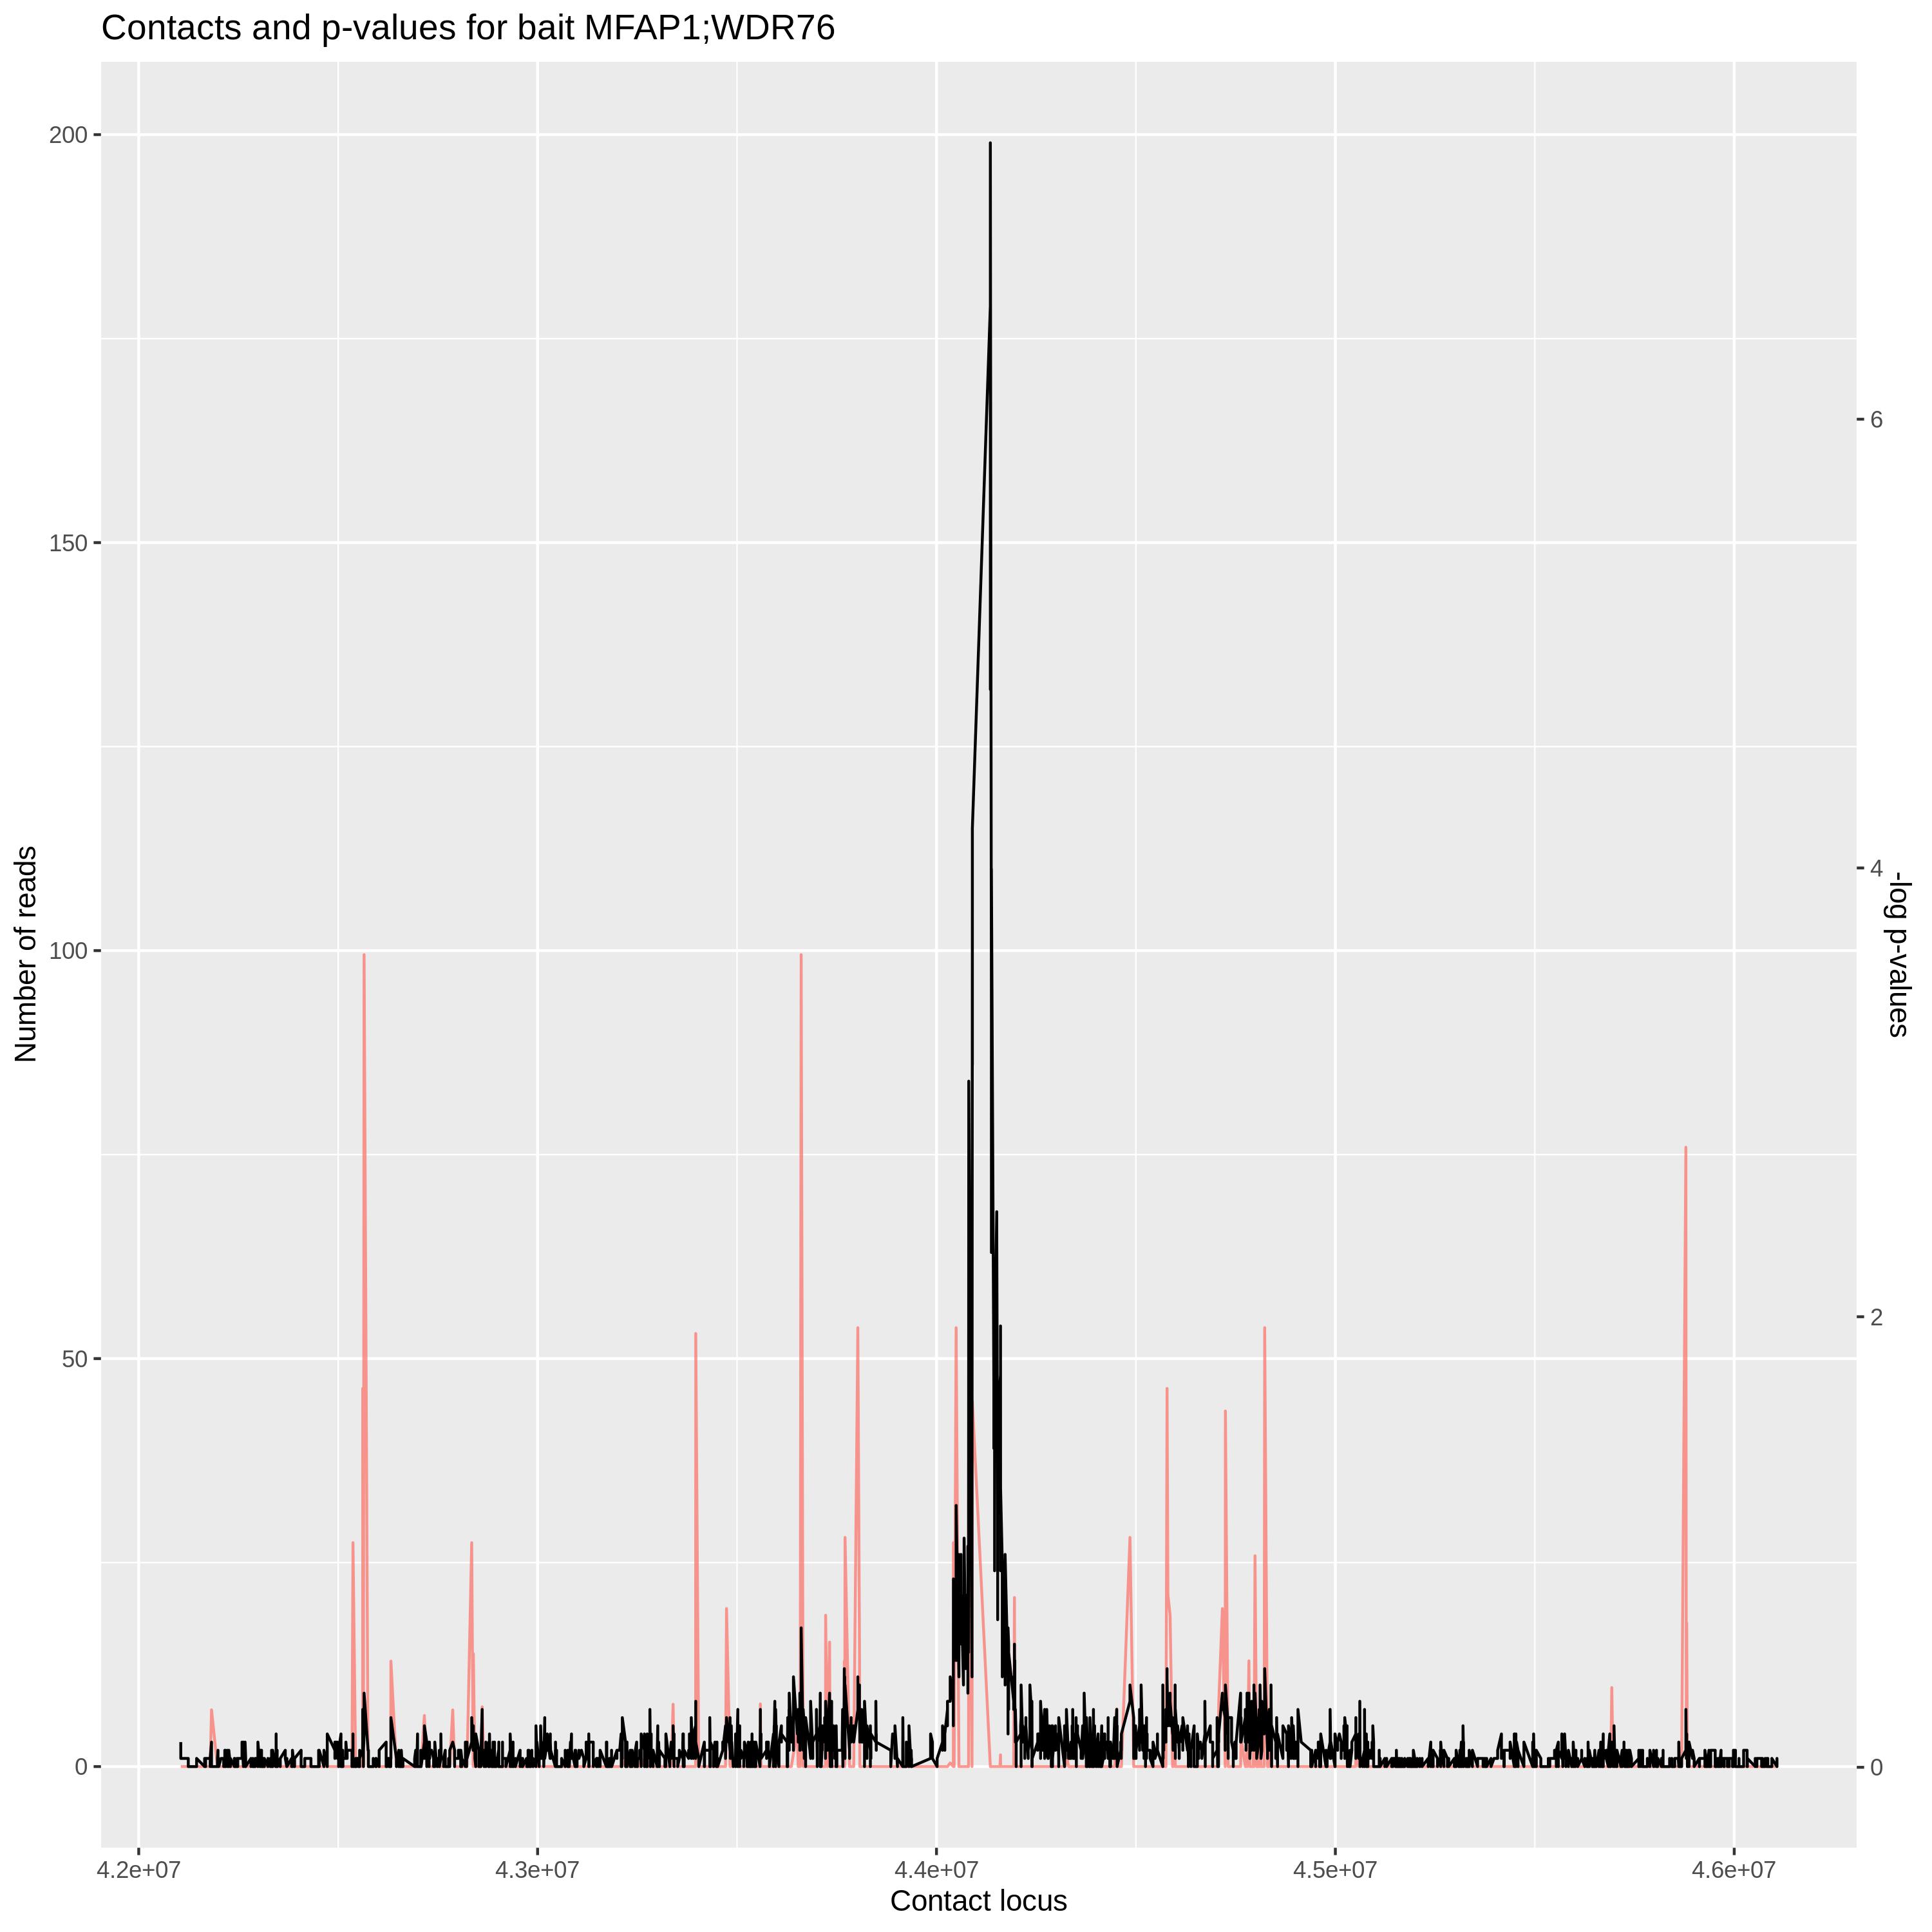 Contacts and p-values for bait MFAP1;WDR76
200
150
100
50
0
Number of reads
6
4
2
0
-log p-values
4.2e+07
4.3e+07
4.4e+07
4.5e+07
4.6e+07
Contact locus